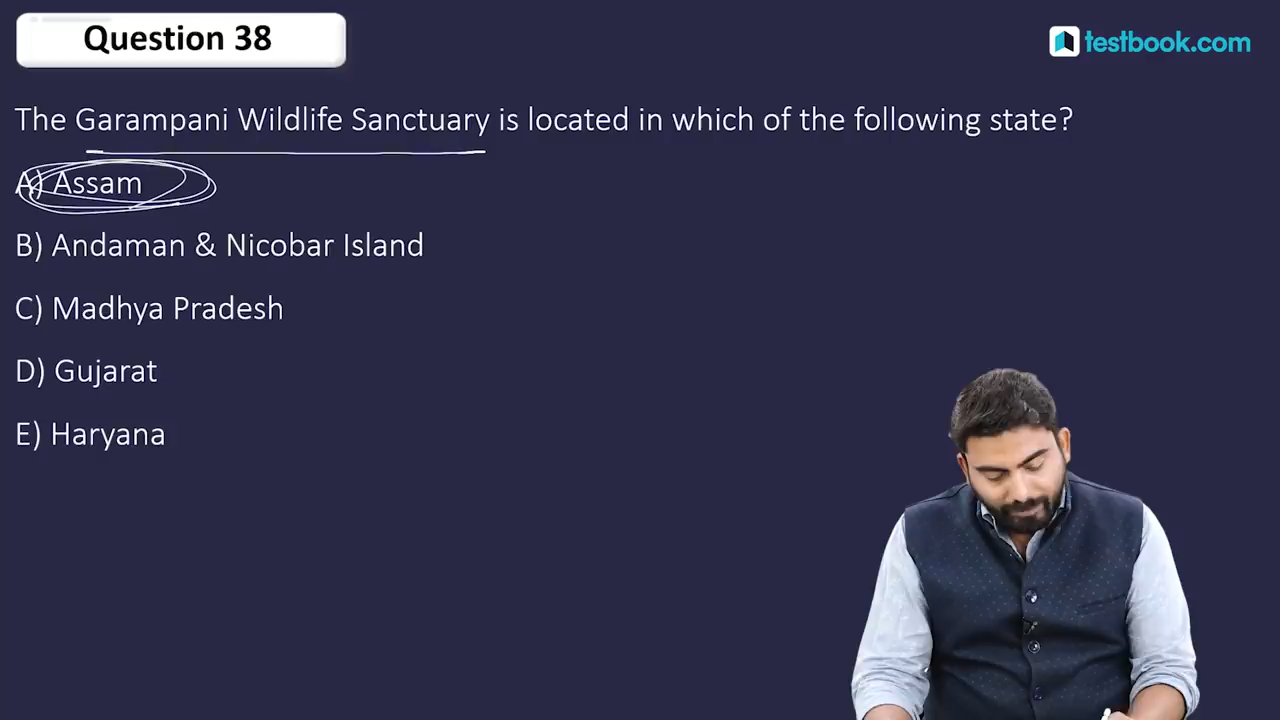 Question 38
testbook.com
The Garampani Wildlife Sanctuary is located in which of the following state?
A) Assam
B) Andaman & Nicobar Island
C) Madhya Pradesh
D) Gujarat
E) Haryana